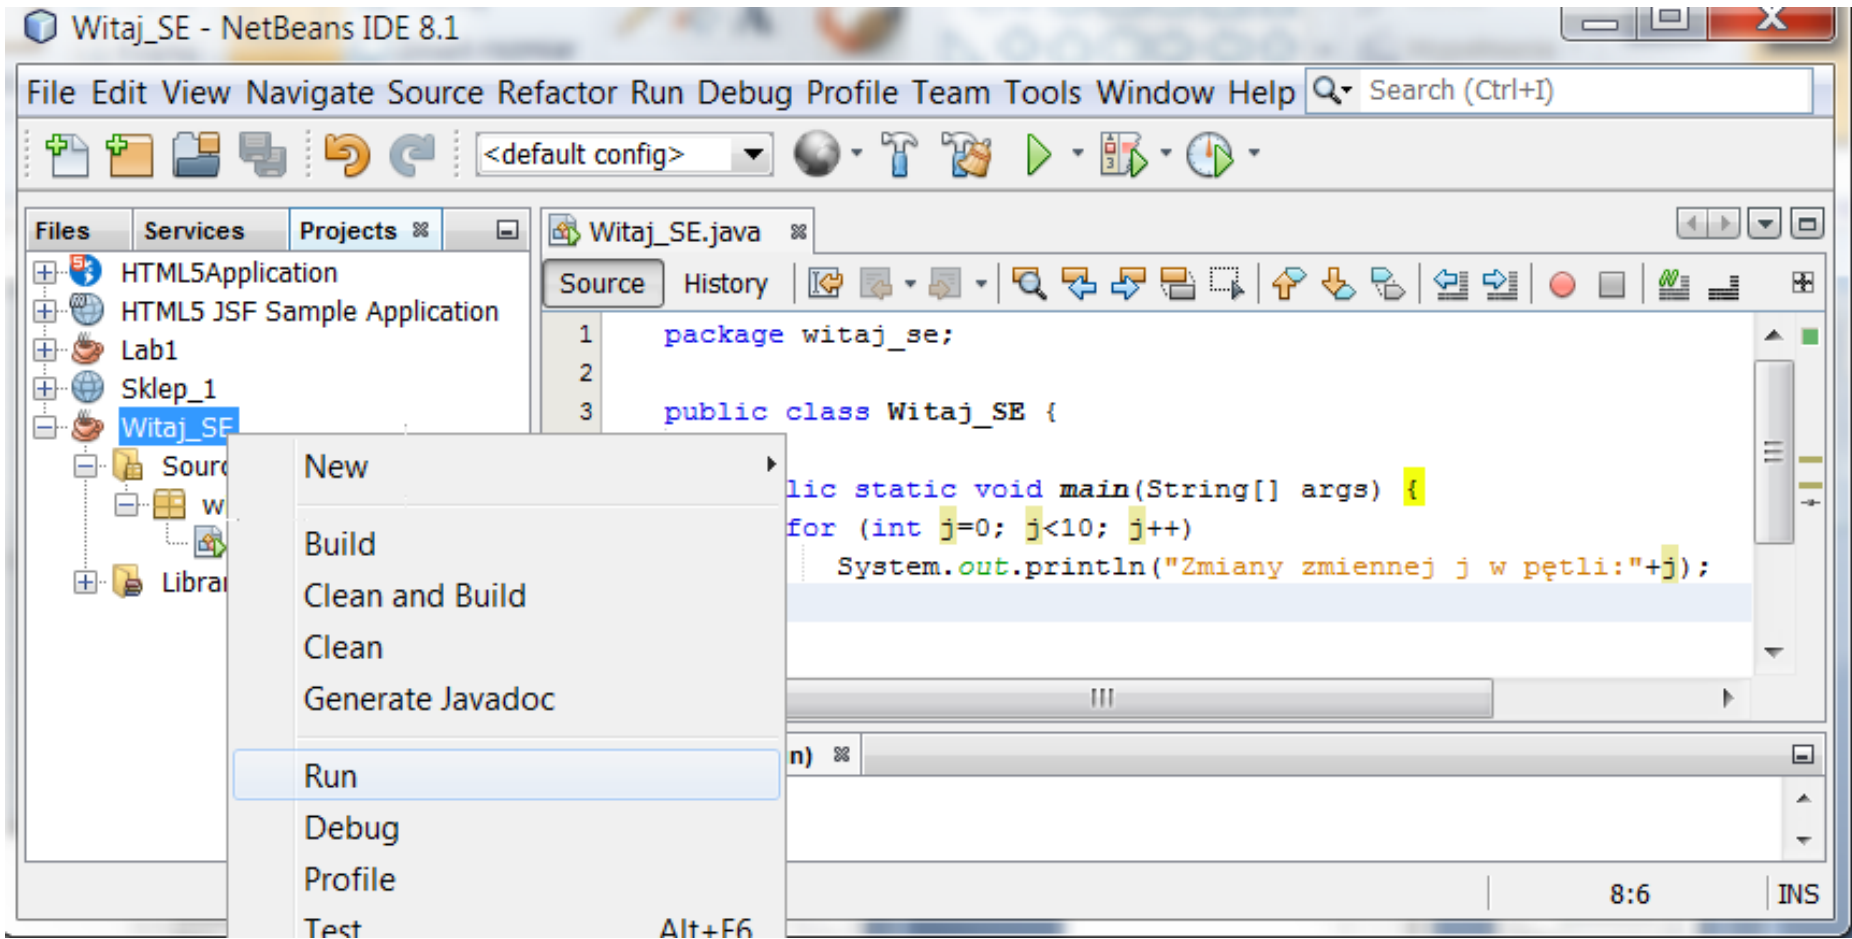 Witaj_SE - NetBeans IDE 8.1
File Edit View Navigate Source Refactor Run Debug Profile Team Tools Window Help Search (Ctrl+I)
<default config>
Files Services Projects
HTML5Application
HTML5 JSF Sample Application
Lab1
Sklep_1
Witaj_SE
Sourc
w
Librar
New
Build
Clean and Build
Clean
Generate Javadoc
Run
Debug
Profile
Test Alt+F6
Witaj_SE.java
Source History
1 package witaj_se;
2
3 public class Witaj_SE {
lic static void main(String[] args) {
for (int j=0; j<10; j++)
System.out.println("Zmiany zmiennej j w pętli:"+j);
n)
8:6 INS